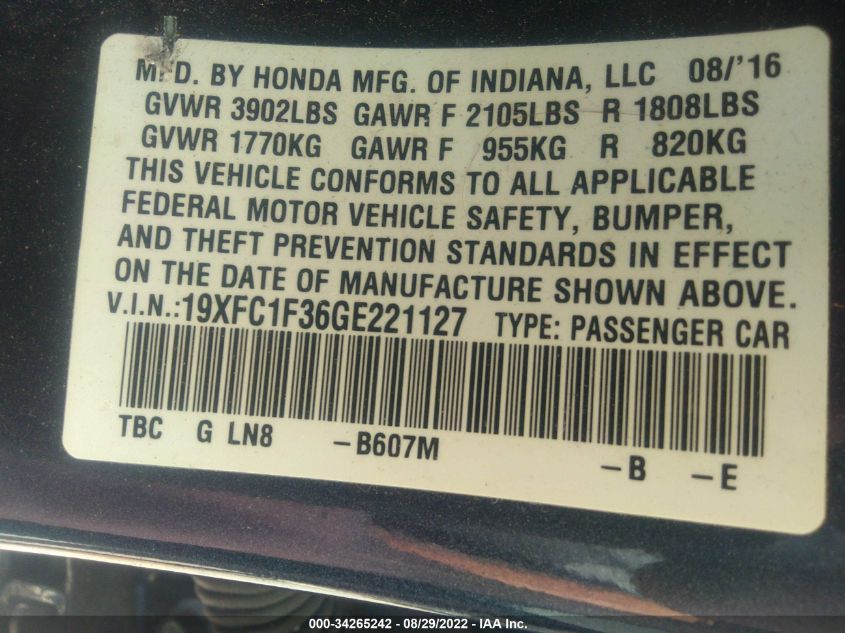 MFD. BY HONDA MFG. OF INDIANA, LLC 08/'16
GVWR 3902LBS GAWR F 2105LBS R 1808LBS
GVWR 1770KG GAWR F 955KG R 820KG
THIS VEHICLE CONFORMS TO ALL APPLICABLE
FEDERAL MOTOR VEHICLE SAFETY, BUMPER,
AND THEFT PREVENTION STANDARDS IN EFFECT
ON THE DATE OF MANUFACTURE SHOWN ABOVE.
V.I.N.:19XFC1F36GE221127 TYPE: PASSENGER CAR
TBC G LN8 -B607M -B -E
000-34265242 - 08/29/2022 - IAA Inc.